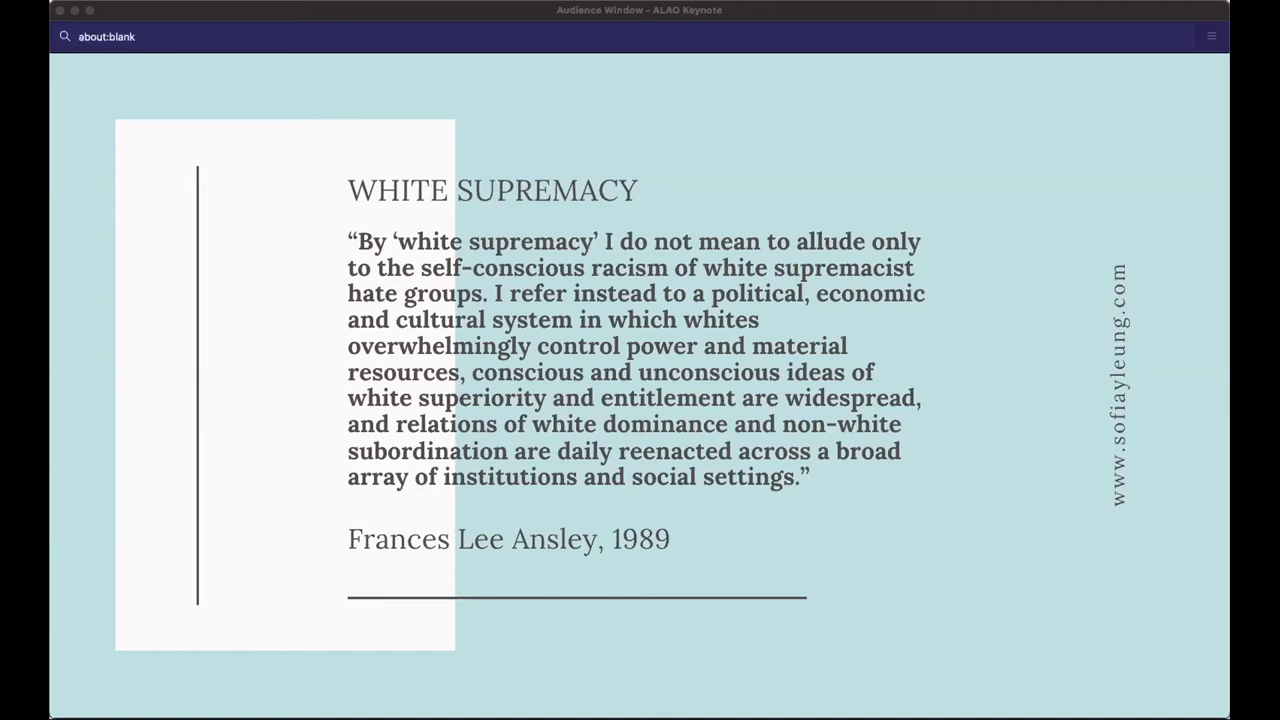 Audience Window - ALAO Keynote
about:blank
WHITE SUPREMACY
“By ‘white supremacy’ I do not mean to allude only
to the self-conscious racism of white supremacist
hate groups. I refer instead to a political, economic
and cultural system in which whites
overwhelmingly control power and material
resources, conscious and unconscious ideas of
white superiority and entitlement are widespread,
and relations of white dominance and non-white
subordination are daily reenacted across a broad
array of institutions and social settings.”
Frances Lee Ansley, 1989
www.sofiayleung.com